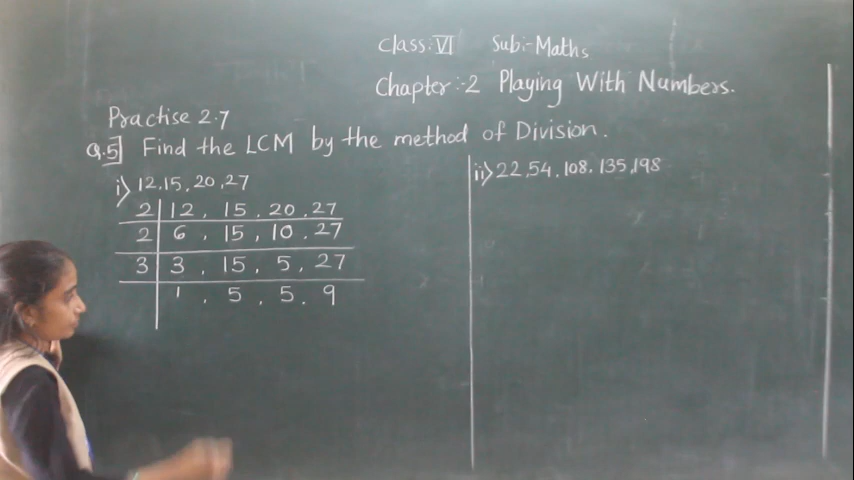 Class:- VI Sub:- Maths
Chapter:-2 Playing With Numbers.
Practise 2.7
Q.5] Find the LCM by the method of Division.
i> 12,15,20,27
2 | 12, 15, 20, 27
2 | 6, 15, 10, 27
3 | 3, 15, 5, 27
1, 5, 5, 9
ii> 22,54,108,135,198